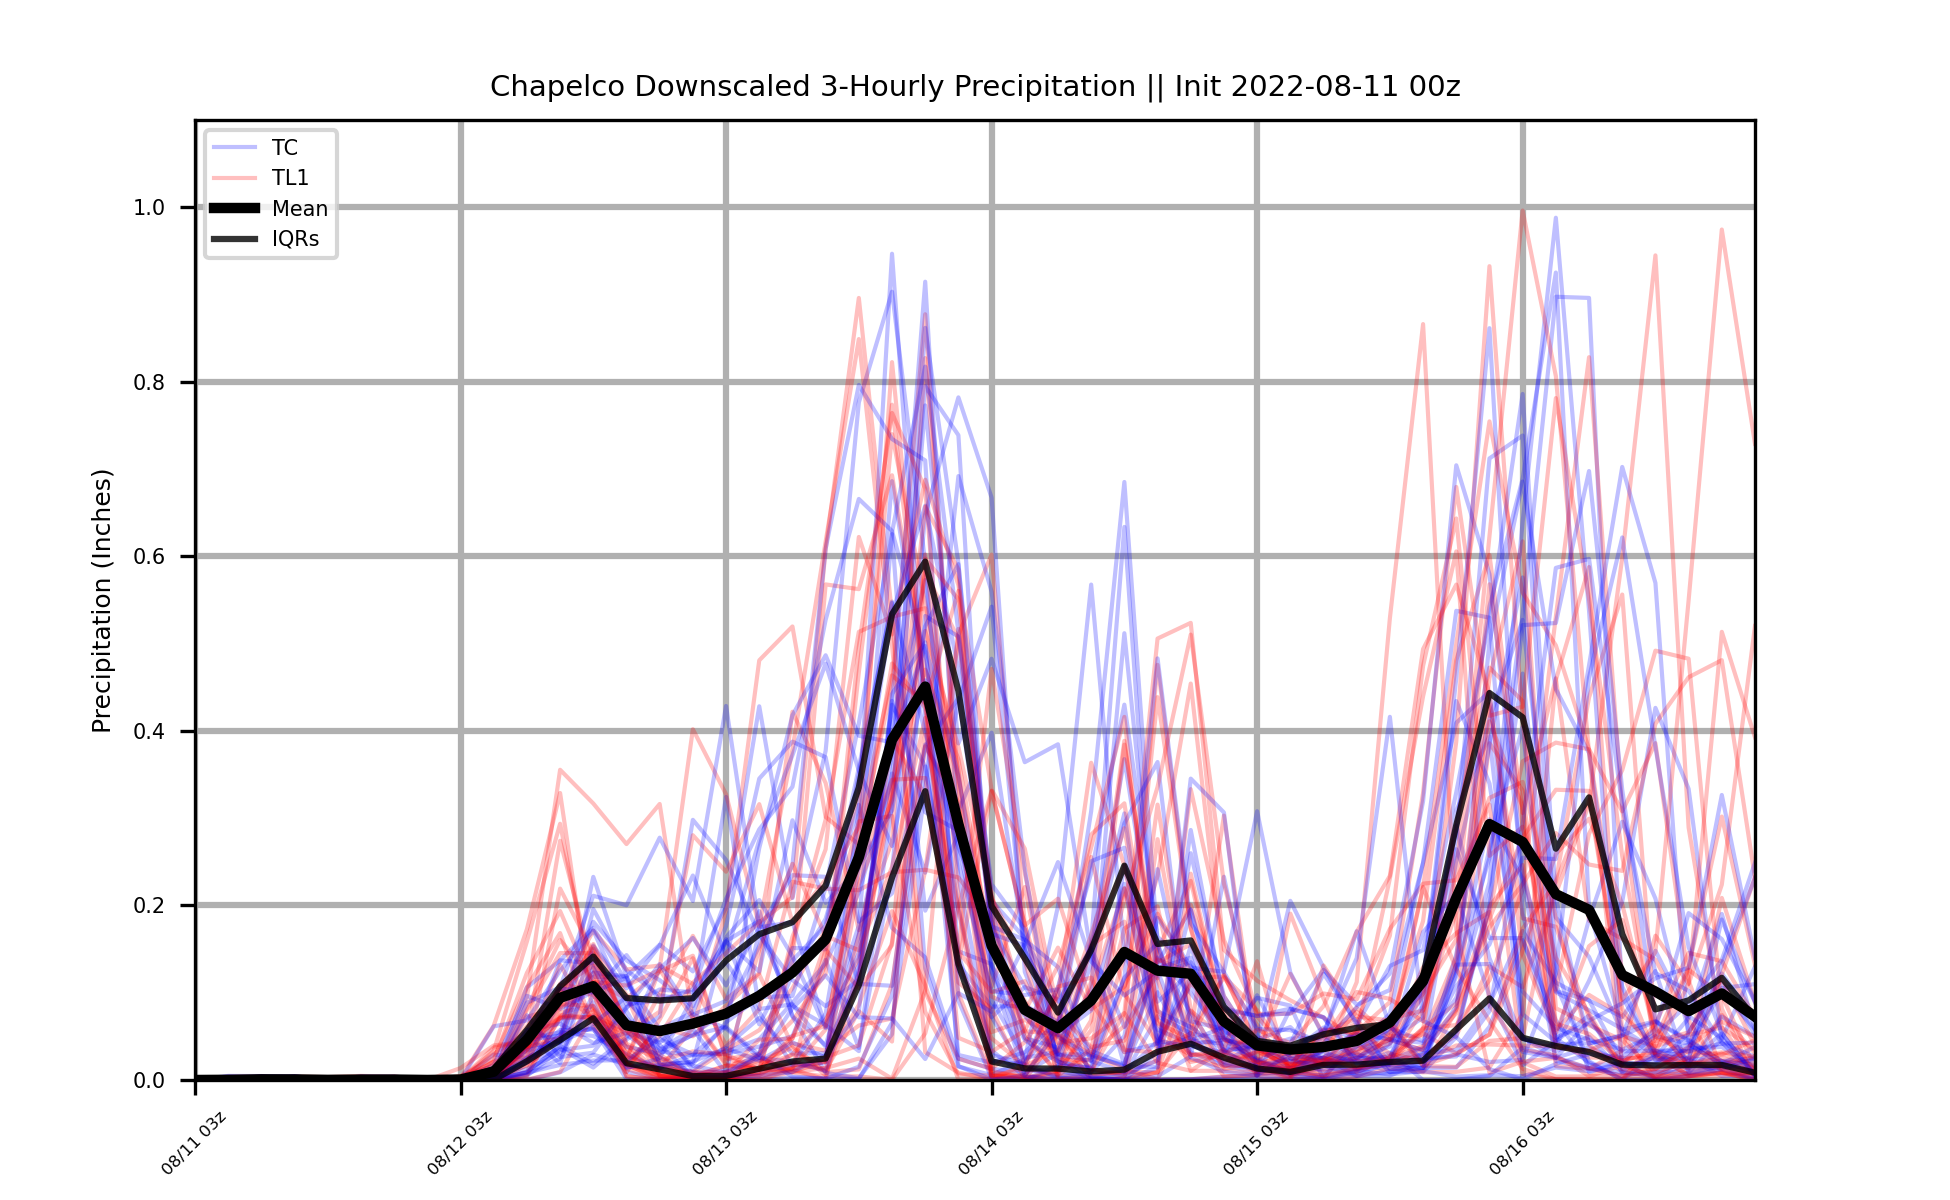 Chapelco Downscaled 3-Hourly Precipitation || Init 2022-08-11 00z
TC
TL1
Mean
IQRs
Precipitation (Inches)
1.0
0.8
0.6
0.4
0.2
0.0
08/11 03z
08/12 03z
08/13 03z
08/14 03z
08/15 03z
08/16 03z